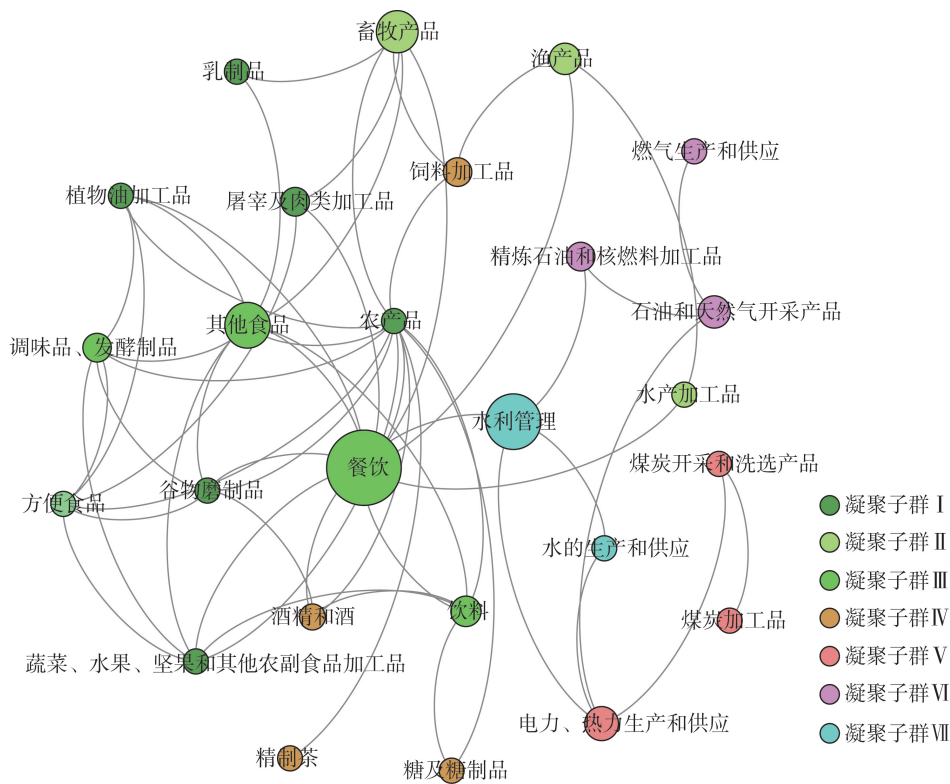 畜牧产品
渔产品
乳制品
燃气生产和供应
饲料加工品
植物油加工品
屠宰及肉类加工品
精炼石油和核燃料加工品
石油和天然气开采产品
其他食品
农产品
调味品、发酵制品
水产加工品
水利管理
餐饮
煤炭开采和洗选产品
方便食品
谷物磨制品
凝聚子群Ⅰ
凝聚子群Ⅱ
水的生产和供应
凝聚子群Ⅲ
酒精和酒
饮料
煤炭加工品
凝聚子群Ⅳ
蔬菜、水果、坚果和其他农副食品加工品
凝聚子群Ⅴ
凝聚子群Ⅵ
电力、热力生产和供应
凝聚子群Ⅶ
精制茶
糖及糖制品